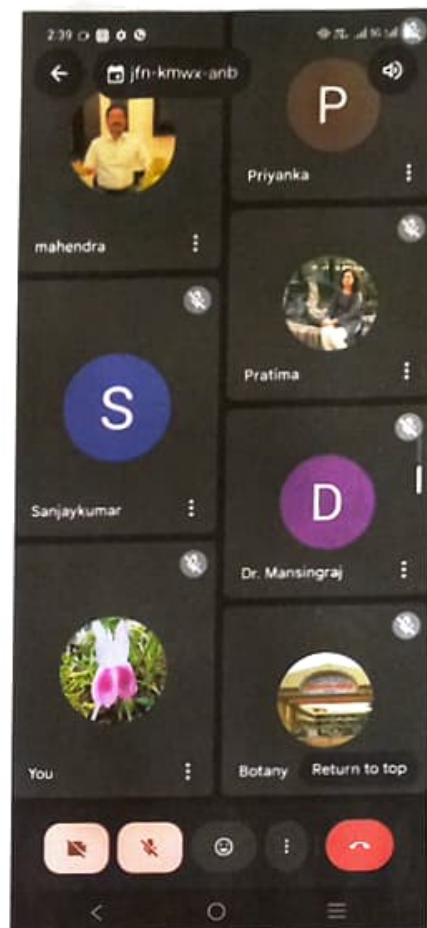 2:39
jfn-kmwx-anb
P
Priyanka
mahendra
Pratima
S
Sanjaykumar
D
Dr. Mansingraj
You
Botany
Return to top